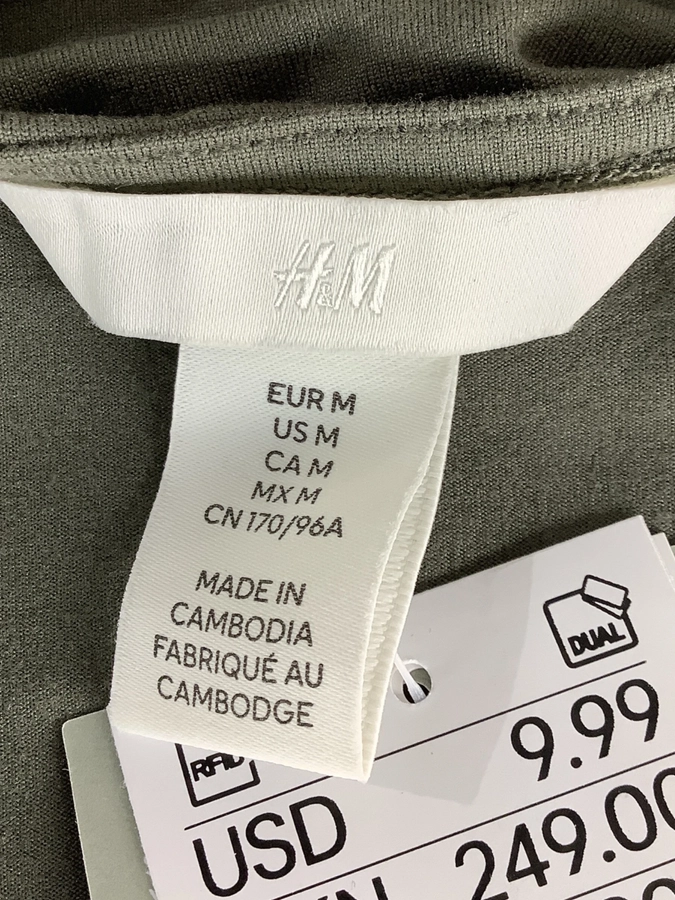 H&M
EUR M
US M
CA M
MX M
CN 170/96A
MADE IN
CAMBODIA
FABRIQUÉ AU
CAMBODGE
DUAL
RFID
9.99
USD
249.00